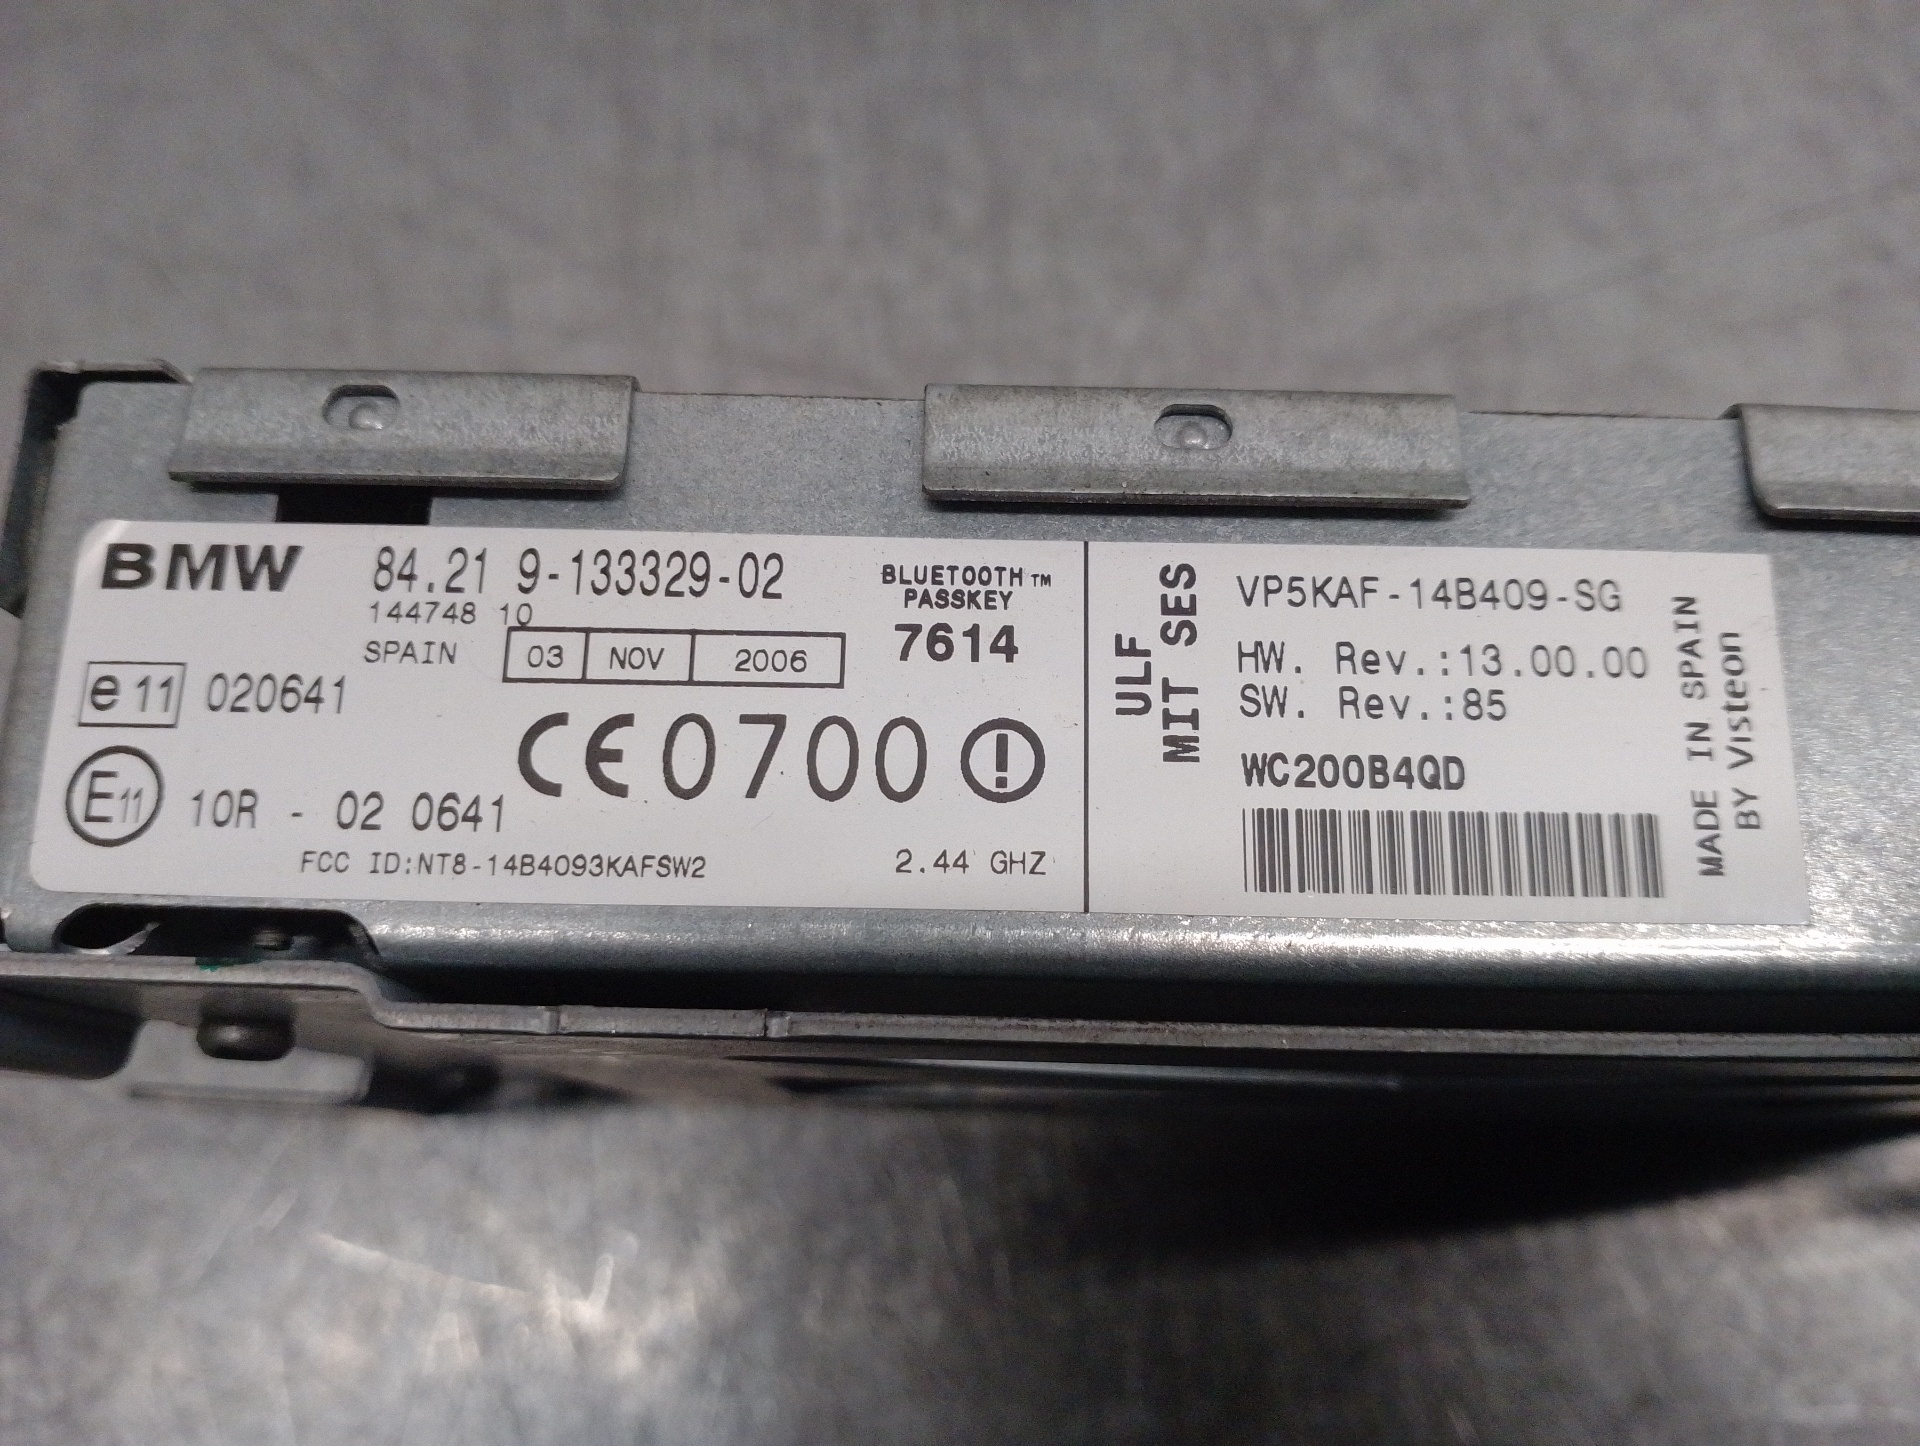 BMW 84.21 9-133329-02
144748 10
SPAIN 03 NOV 2006
BLUETOOTH™
PASSKEY
7614
e 11 020641
CE0700
E11 10R - 02 0641
FCC ID:NT8-14B4093KAFSW2 2.44 GHZ
ULF
MIT SES
VP5KAF-14B409-SG
HW. Rev.:13.00.00
SW. Rev.:85
WC200B4QD
MADE IN SPAIN
BY Visteon